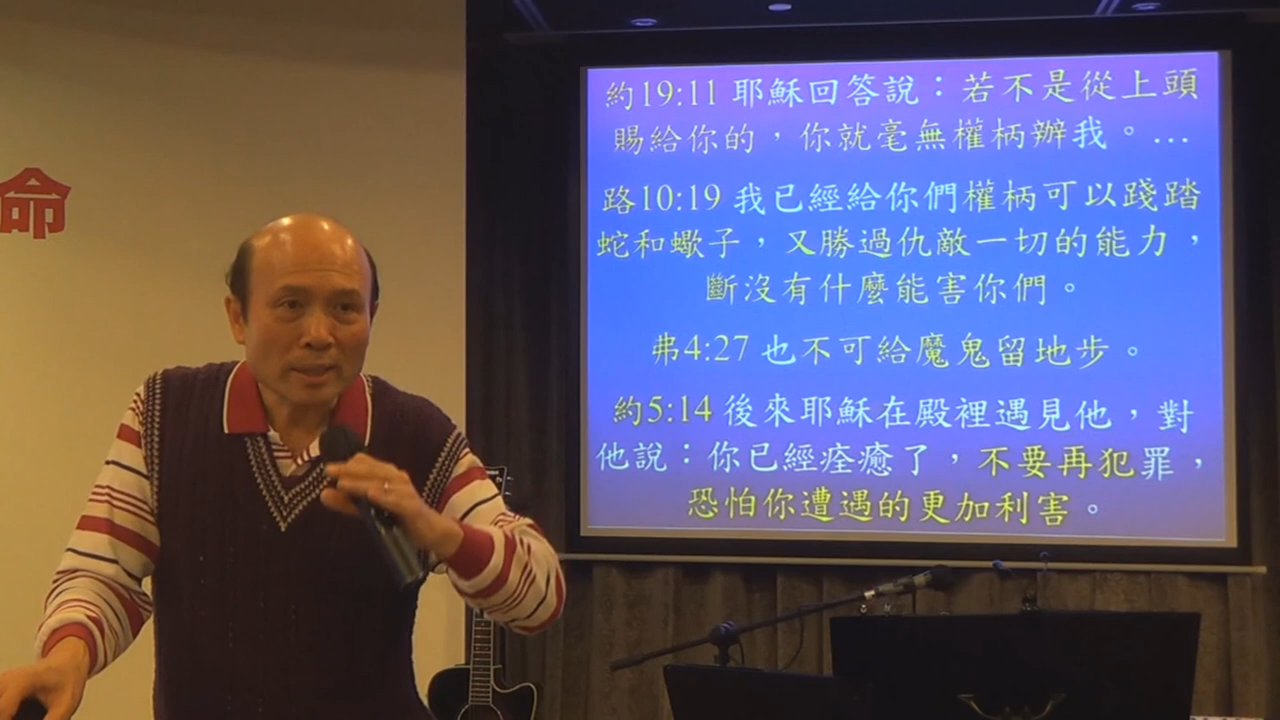 命
約19:11 耶穌回答說：若不是從上頭
賜給你的，你就毫無權柄辦我。…
路10:19 我已經給你們權柄可以踐踏
蛇和蠍子，又勝過仇敵一切的能力，
斷沒有什麼能害你們。
弗4:27 也不可給魔鬼留地步。
約5:14 後來耶穌在殿裡遇見他，對
他說：你已經痊癒了，不要再犯罪，
恐怕你遭遇的更加利害。